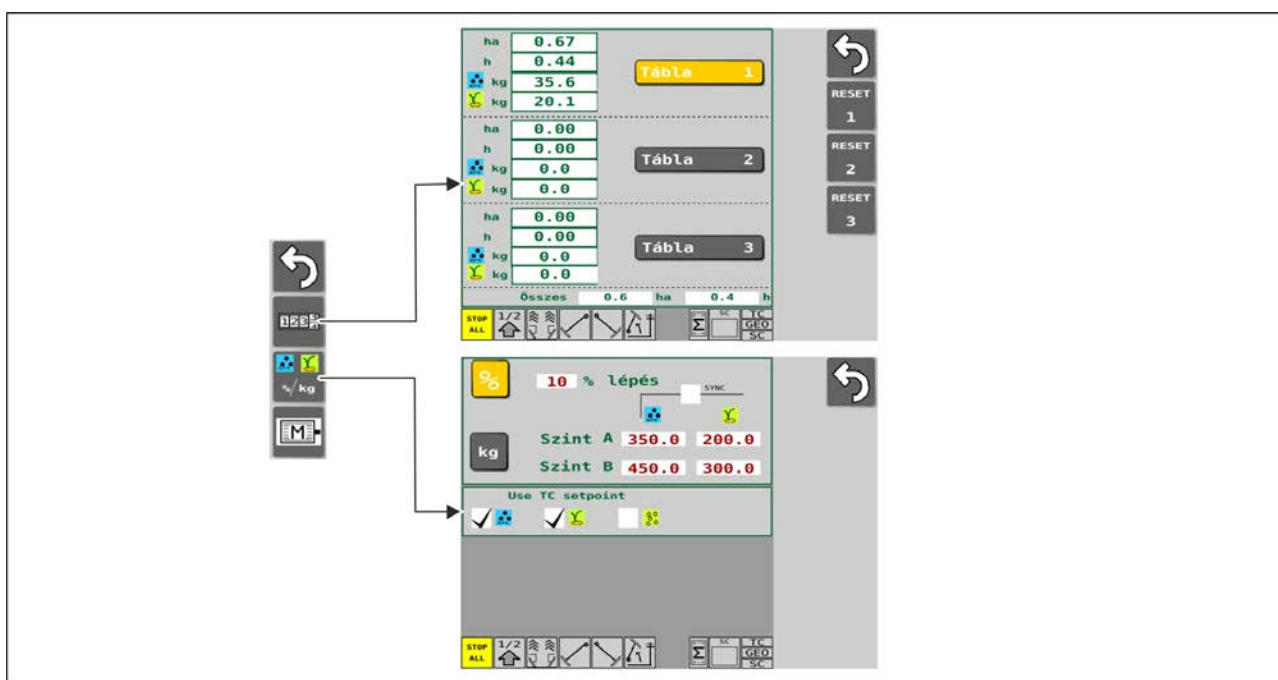 ha 0.67
h 0.44
kg 35.6
kg 20.1
Tábla 1
ha 0.00
h 0.00
kg 0.0
kg 0.0
Tábla 2
ha 0.00
h 0.00
kg 0.0
kg 0.0
Tábla 3
Összes 0.6 ha 0.4 h
STOP ALL 1/2 Σ SC TC GEO SC
RESET 1
RESET 2
RESET 3
%/kg
M
% 10 % lépés
SYNC
kg
Szint A 350.0 200.0
Szint B 450.0 300.0
Use TC setpoint
STOP ALL 1/2 Σ SC TC GEO SC